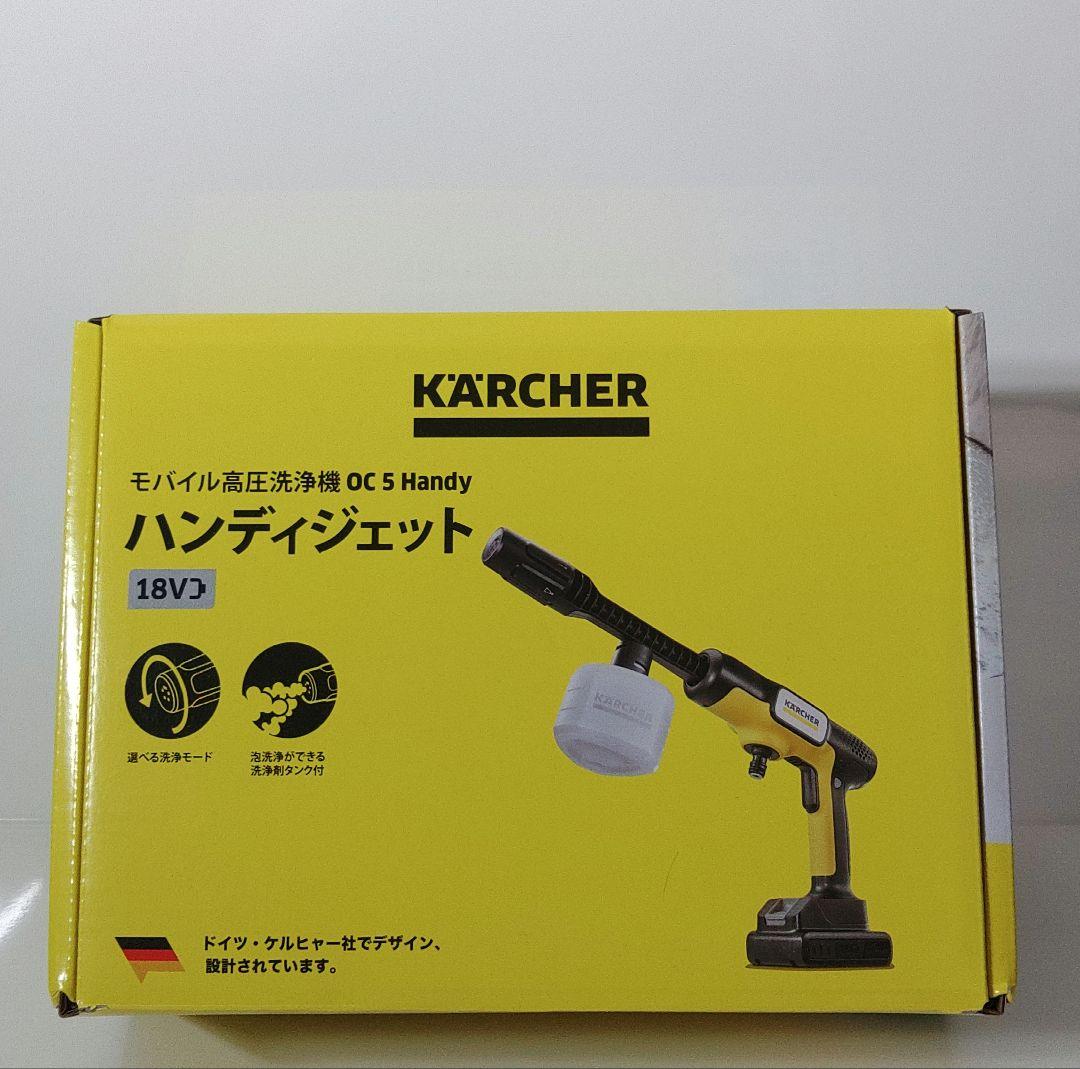 KÄRCHER
モバイル高圧洗浄機 OC 5 Handy
ハンディジェット
18V
KÄRCHER
KÄRCHER
選べる洗浄モード
泡洗浄ができる
洗浄剤タンク付
ドイツ・ケルヒャー社でデザイン、
設計されています。